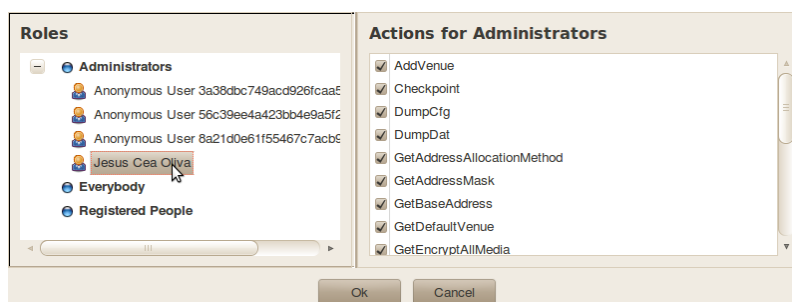 Roles
Administrators
Anonymous User 3a38dbc749acd926fcaa5
Anonymous User 56c39ee4a423bb4e9a5f2
Anonymous User 8a21d0e61f55467c7acb9
Jesus Cea Oliva
Everybody
Registered People
Actions for Administrators
AddVenue
Checkpoint
DumpCfg
DumpDat
GetAddressAllocationMethod
GetAddressMask
GetBaseAddress
GetDefaultVenue
GetEncryptAllMedia
Ok
Cancel